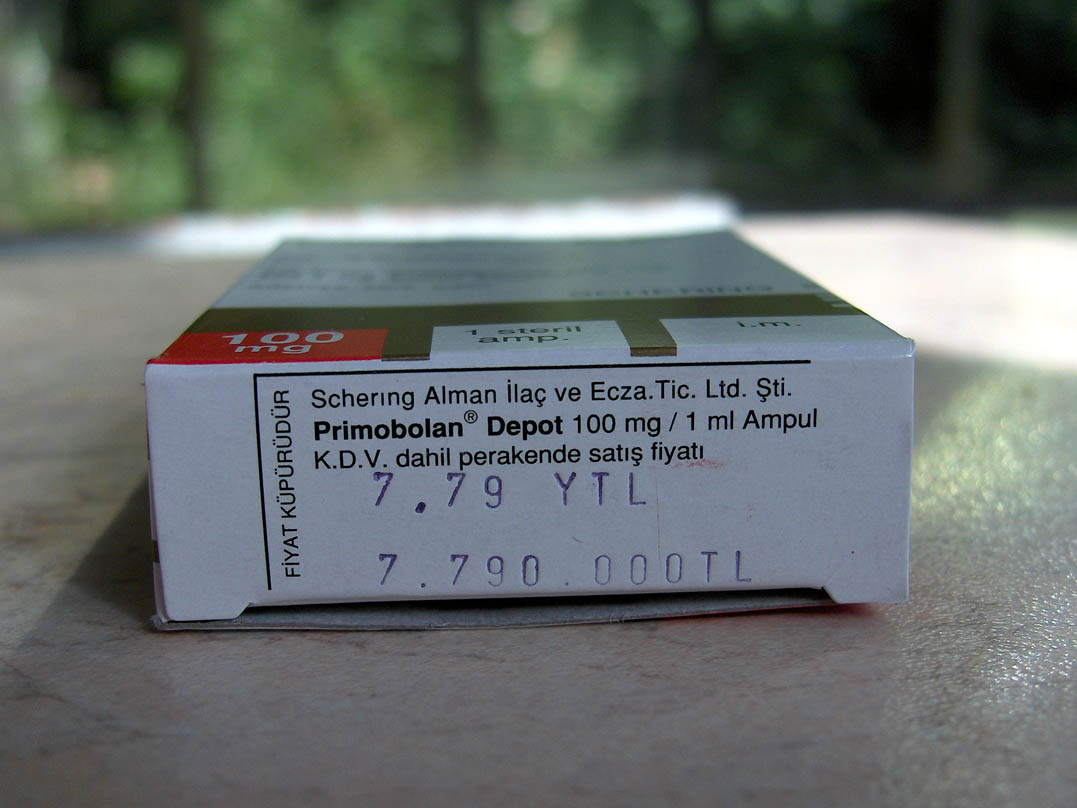 SCHERING
100
mg
1 steril
amp.
i.m.
FİYAT KÜPÜRÜDÜR
Scherıng Alman İlaç ve Ecza.Tic. Ltd. Şti.
Primobolan® Depot 100 mg / 1 ml Ampul
K.D.V. dahil perakende satış fiyatı
7.79 YTL
7.790.000TL